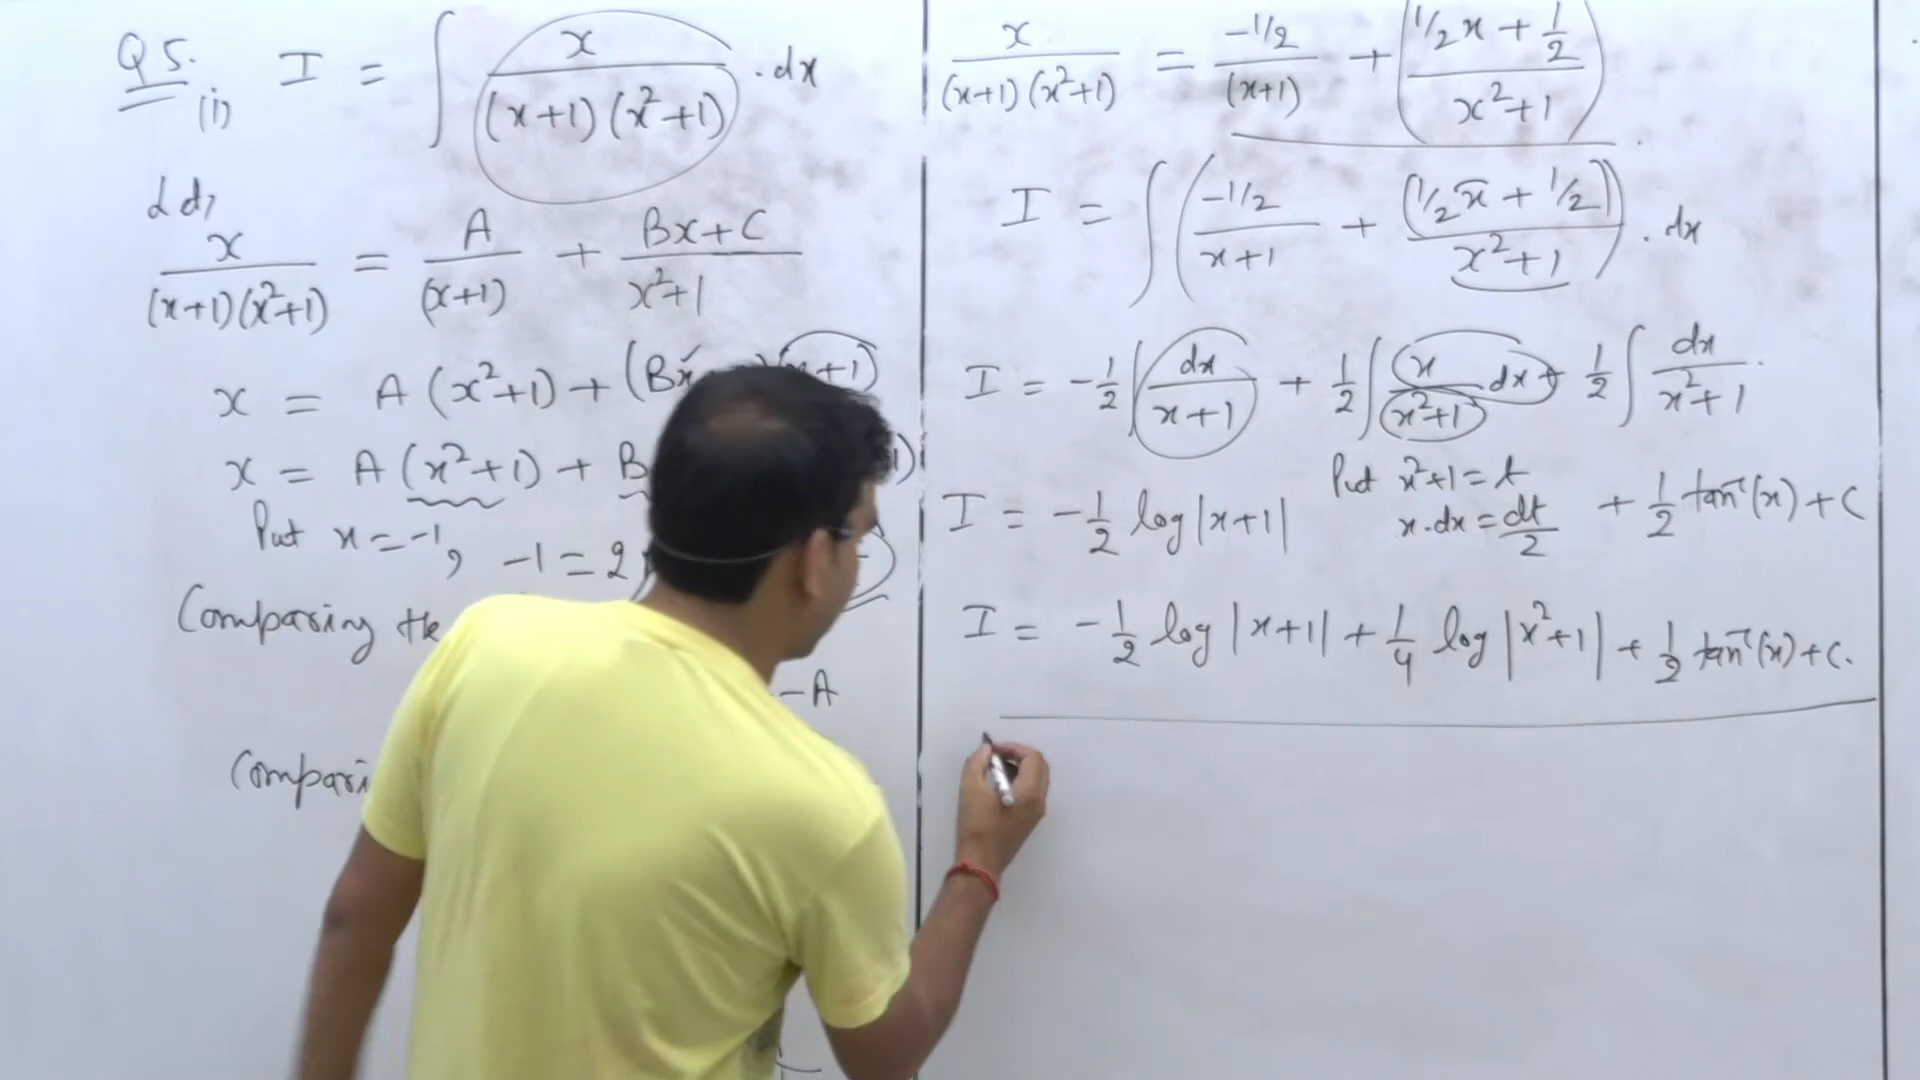 Q5. (i) I = ∫ x / (x+1)(x²+1) . dx
Let,
x / (x+1)(x²+1) = A / (x+1) + Bx+C / x²+1
x = A(x²+1) + (Bx
x = A(x²+1) + B
Put x = -1, -1 = 2
Comparing the
-A
Compari
x / (x+1)(x²+1) = -1/2 / (x+1) + (1/2 x + 1/2 / x²+1)
I = ∫ (-1/2 / x+1 + (1/2 x + 1/2) / x²+1) . dx
I = -1/2 ∫ dx / x+1 + 1/2 ∫ x / x²+1 dx + 1/2 ∫ dx / x²+1
Put x²+1 = t
I = -1/2 log|x+1| x.dx = dt/2 + 1/2 tan⁻¹(x) + C
I = -1/2 log|x+1| + 1/4 log|x²+1| + 1/2 tan⁻¹(x) + C.